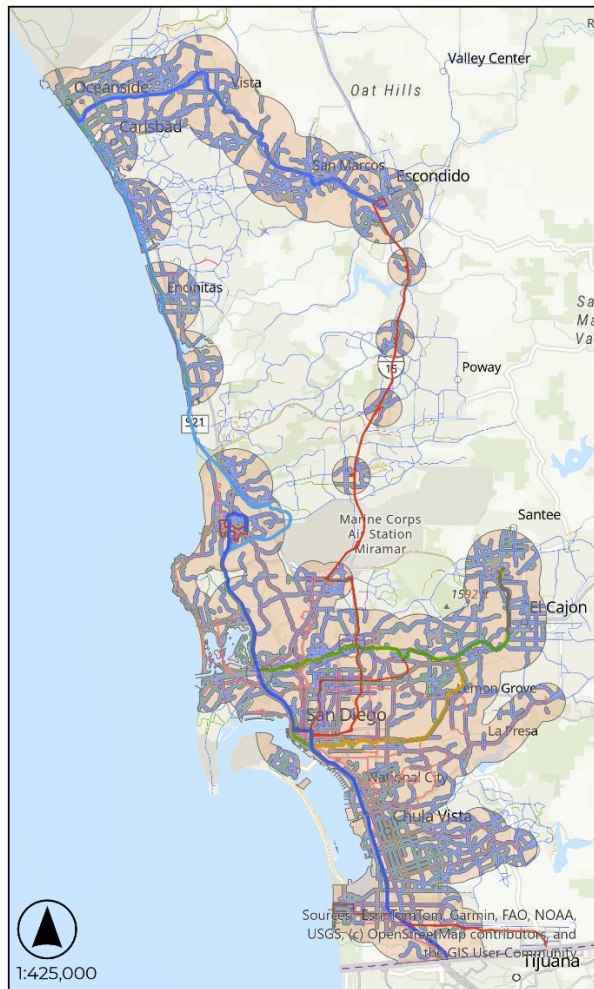 Valley Center
Oceanside
Vista
Oat Hills
Carlsbad
San Marcos
Escondido
Encinitas
15
Poway
S21
Marine Corps
Air Station
Miramar
Santee
1592 ft
El Cajon
Lemon Grove
San Diego
La Presa
National City
Chula Vista
Sources: Esri, TomTom, Garmin, FAO, NOAA,
USGS, (c) OpenStreetMap contributors, and
the GIS User Community
1:425,000
Tijuana